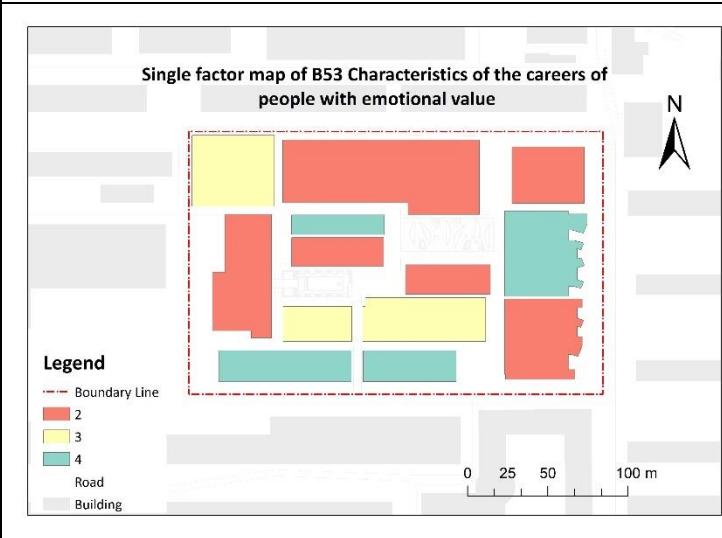 Single factor map of B53 Characteristics of the careers of
people with emotional value
N
Legend
Boundary Line
2
3
4
Road
Building
0 25 50 100 m